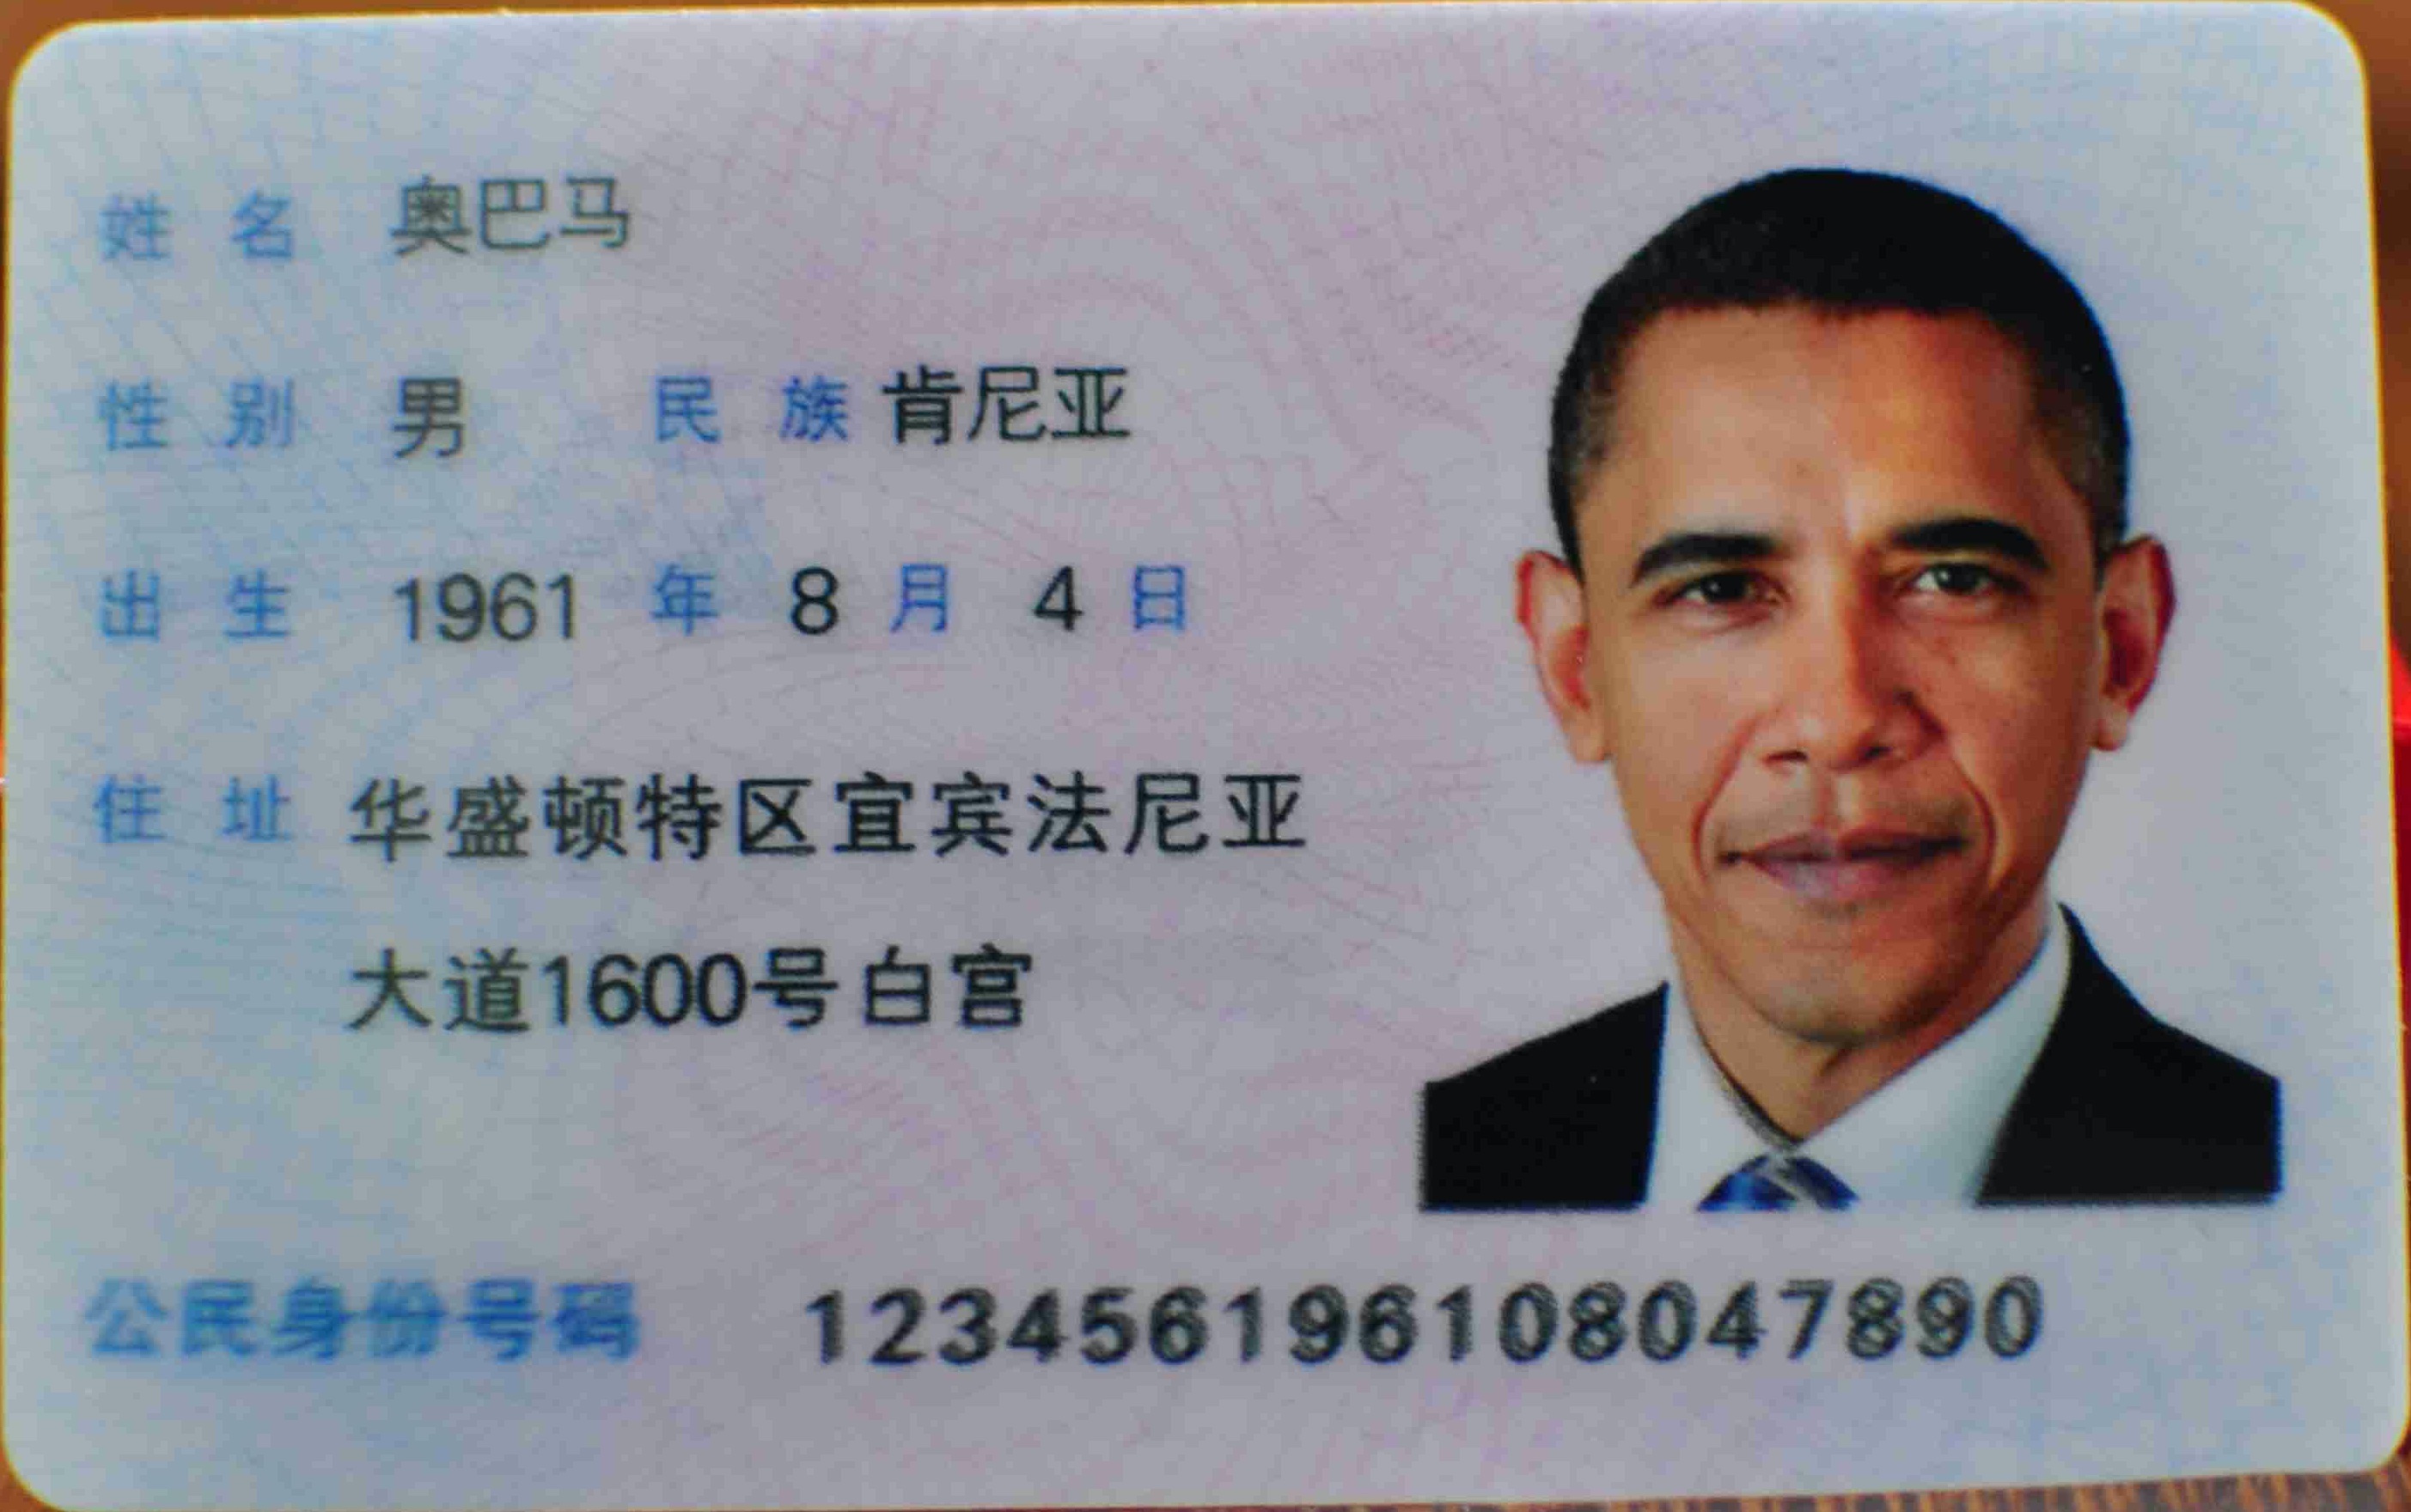 姓名 奥巴马
性别 男 民族 肯尼亚
出生 1961 年 8 月 4 日
住址 华盛顿特区宜宾法尼亚
大道1600号白宫
公民身份号码 123456196108047890